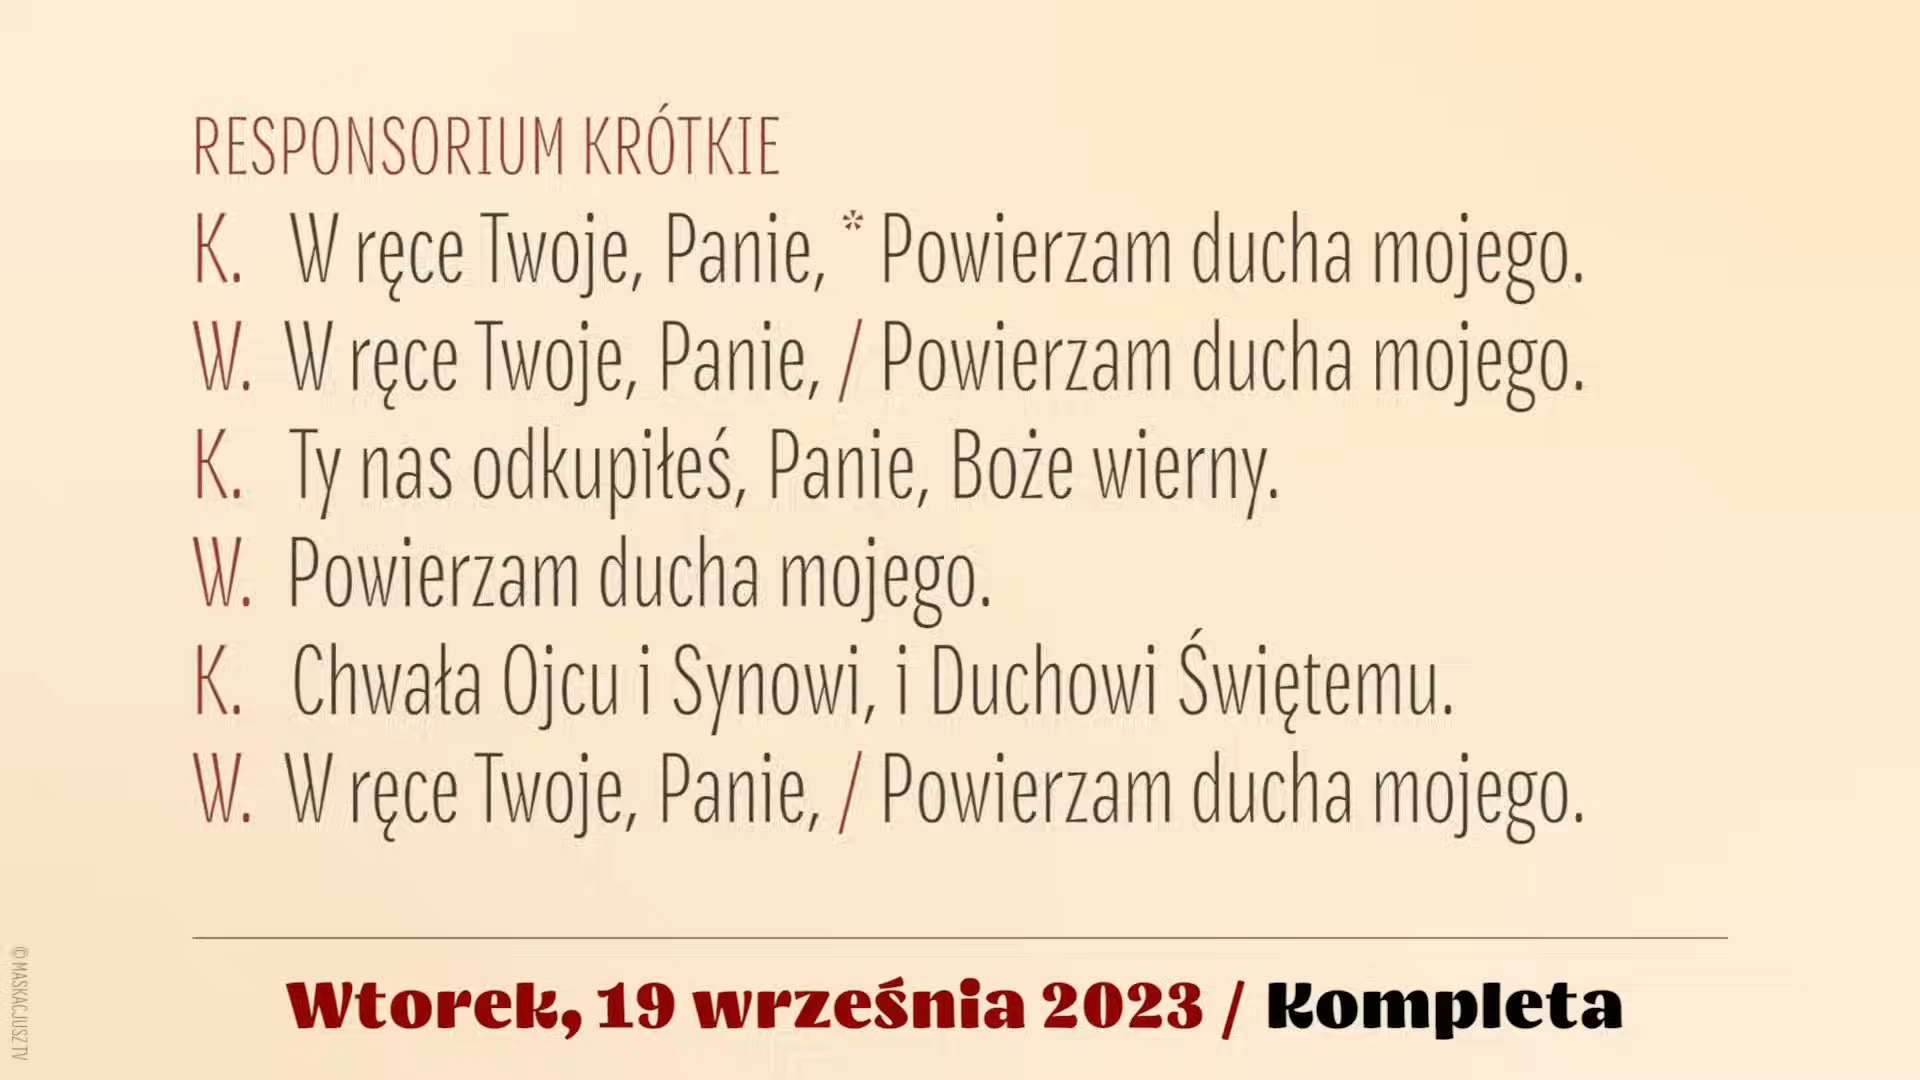 RESPONSORIUM KRÓTKIE
K. W ręce Twoje, Panie, * Powierzam ducha mojego.
W. W ręce Twoje, Panie, / Powierzam ducha mojego.
K. Ty nas odkupiłeś, Panie, Boże wierny.
W. Powierzam ducha mojego.
K. Chwała Ojcu i Synowi, i Duchowi Świętemu.
W. W ręce Twoje, Panie, / Powierzam ducha mojego.
Wtorek, 19 września 2023 / Kompleta
© MASKACJUSZ TV